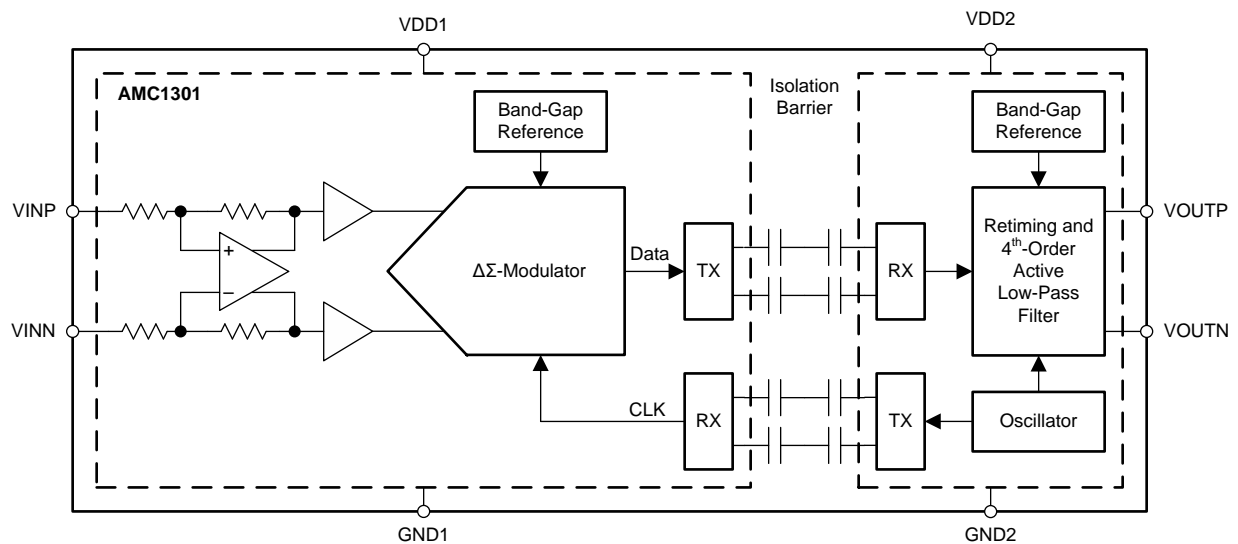 VDD1
VDD2
AMC1301
Isolation
Barrier
Band-Gap
Reference
Band-Gap
Reference
VINP
VINN
+
−
ΔΣ-Modulator
Data
TX
RX
Retiming and
4th-Order
Active
Low-Pass
Filter
VOUTP
VOUTN
CLK
RX
TX
Oscillator
GND1
GND2